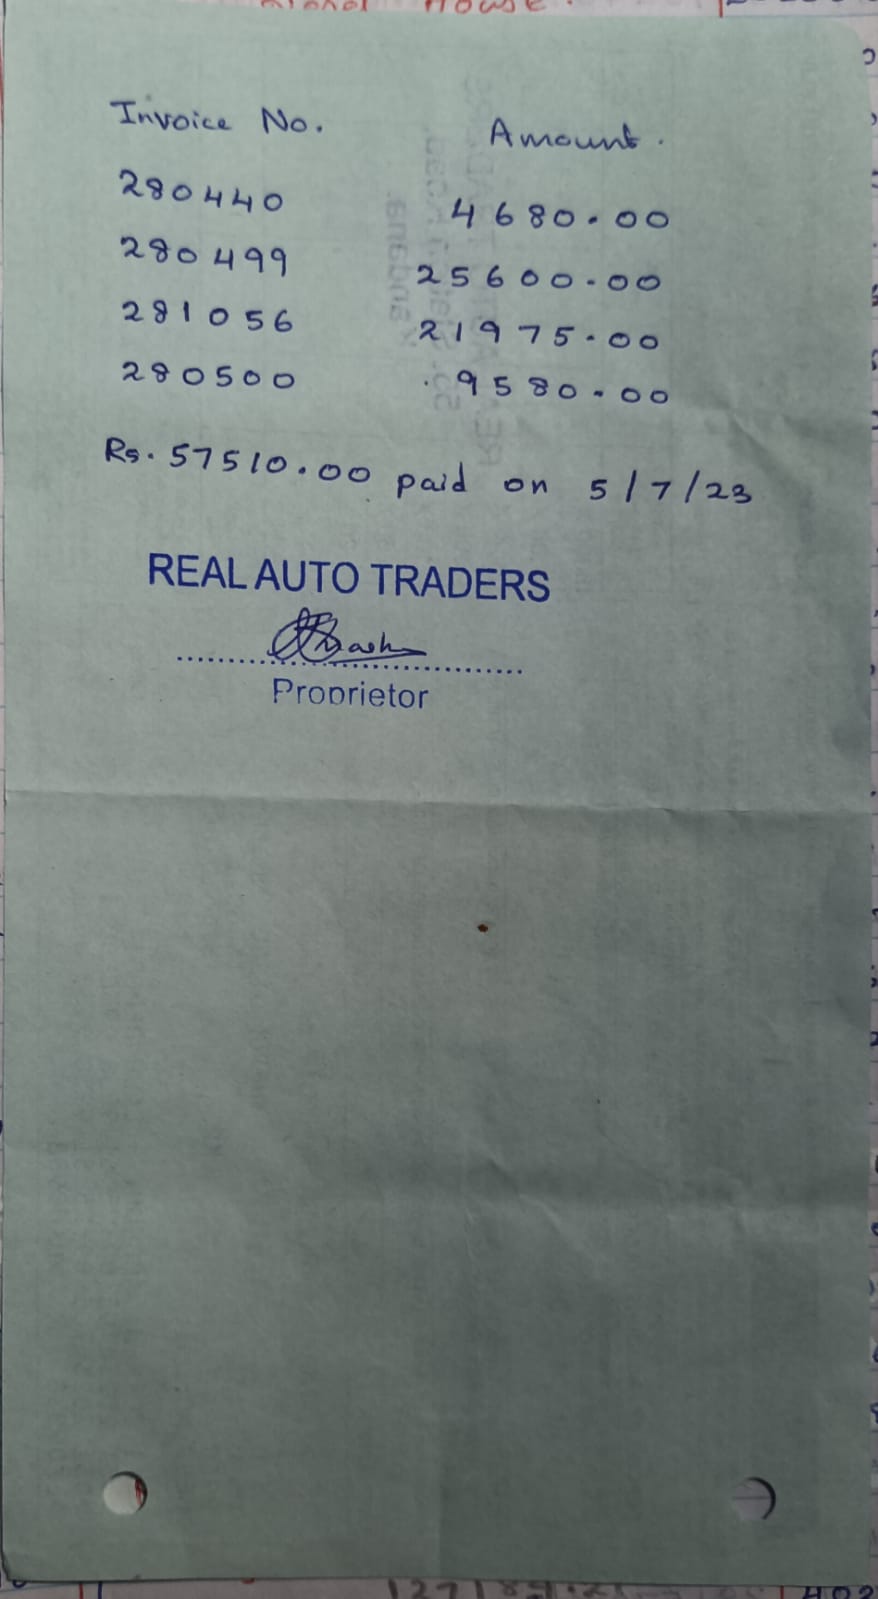 Invoice No. Amount.
280440 4680.00
280499 25600.00
281056 21975.00
280500 9580.00
Rs. 57510.00 paid on 5/7/23
REAL AUTO TRADERS
Proprietor